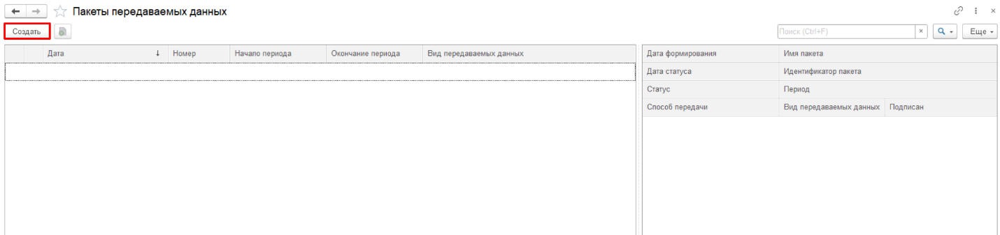 Пакеты передаваемых данных
Создать Поиск (Ctrl+F) × Еще
Дата ↓ Номер Начало периода Окончание периода Вид передаваемых данных
Дата формирования Имя пакета
Дата статуса Идентификатор пакета
Статус Период
Способ передачи Вид передаваемых данных Подписан